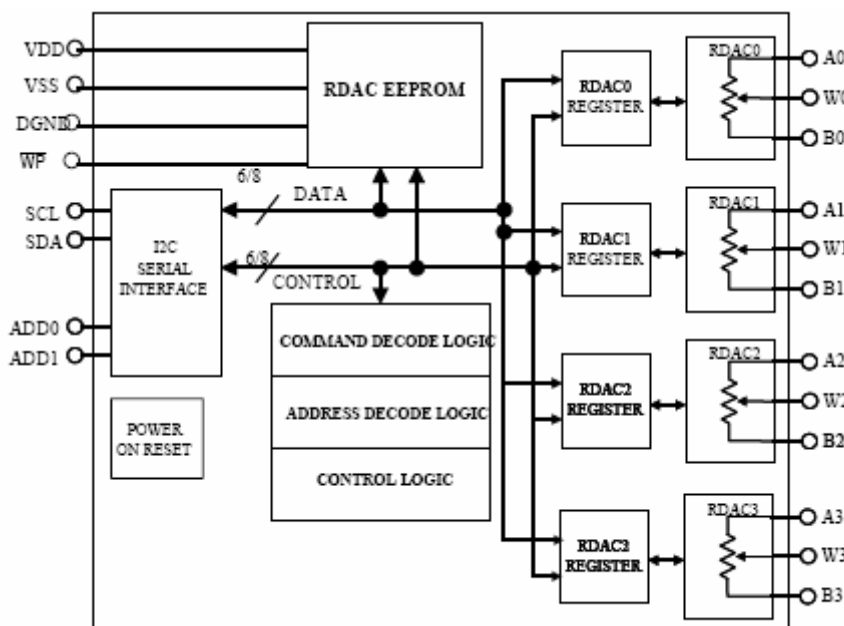 VDD
VSS
DGND
WP
SCL
SDA
ADD0
ADD1
RDAC EEPROM
6/8
DATA
6/8
CONTROL
I2C
SERIAL
INTERFACE
POWER
ON RESET
COMMAND DECODE LOGIC
ADDRESS DECODE LOGIC
CONTROL LOGIC
RDAC0
REGISTER
RDAC0
A0
W0
B0
RDAC1
REGISTER
RDAC1
A1
W1
B1
RDAC2
REGISTER
RDAC2
A2
W2
B2
RDAC3
REGISTER
RDAC3
A3
W3
B3